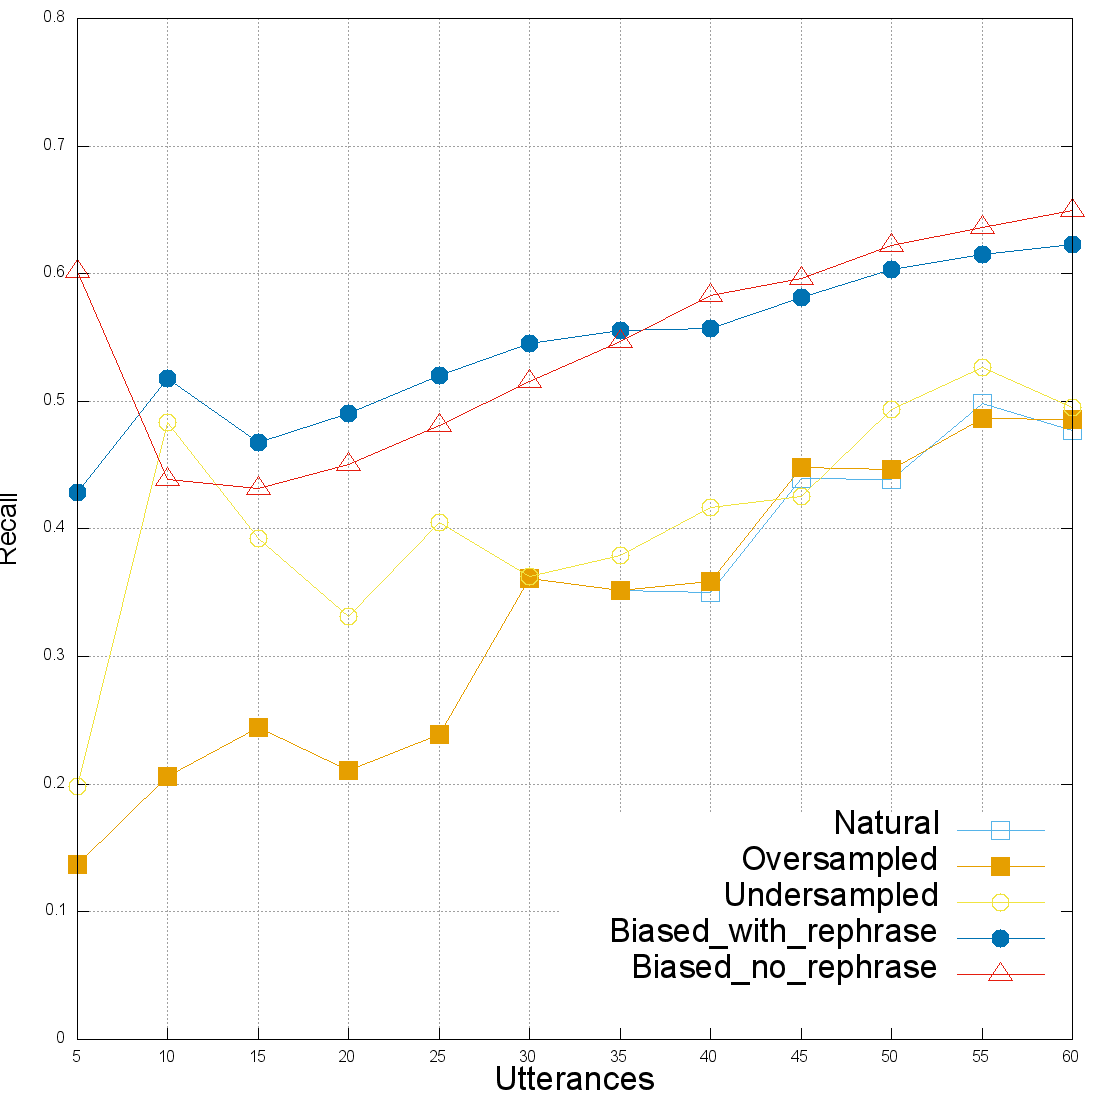 0.8
0.7
0.6
0.5
0.4
0.3
0.2
0.1
0
Recall
Natural
Oversampled
Undersampled
Biased_with_rephrase
Biased_no_rephrase
5 10 15 20 25 30 35 40 45 50 55 60
Utterances